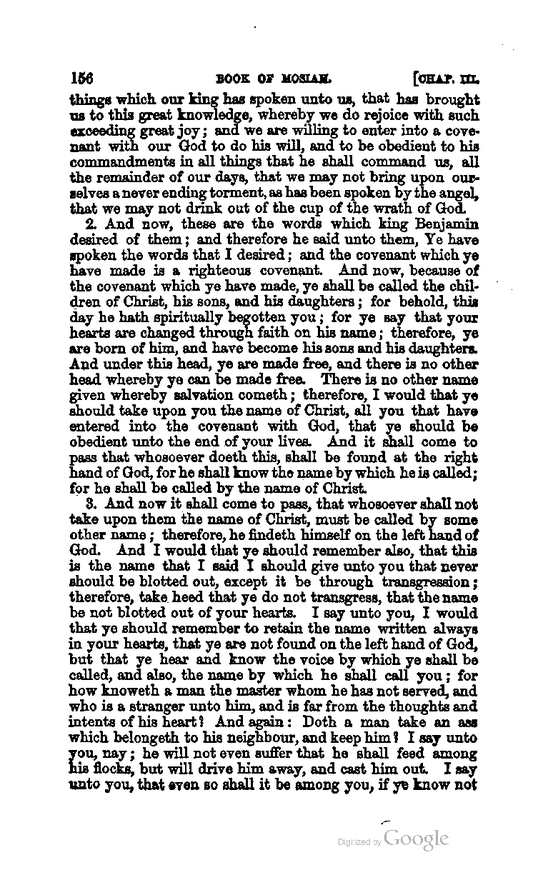 156 BOOK OF MOSIAH. [CHAP. III.
things which our king has spoken unto us, that has brought
us to this great knowledge, whereby we do rejoice with such
exceeding great joy; and we are willing to enter into a cove-
nant with our God to do his will, and to be obedient to his
commandments in all things that he shall command us, all
the remainder of our days, that we may not bring upon our-
selves a never ending torment, as has been spoken by the angel,
that we may not drink out of the cup of the wrath of God.
2. And now, these are the words which king Benjamin
desired of them; and therefore he said unto them, Ye have
spoken the words that I desired; and the covenant which ye
have made is a righteous covenant. And now, because of
the covenant which ye have made, ye shall be called the chil-
dren of Christ, his sons, and his daughters; for behold, this
day he hath spiritually begotten you; for ye say that your
hearts are changed through faith on his name; therefore, ye
are born of him, and have become his sons and his daughters.
And under this head, ye are made free, and there is no other
head whereby ye can be made free. There is no other name
given whereby salvation cometh; therefore, I would that ye
should take upon you the name of Christ, all you that have
entered into the covenant with God, that ye should be
obedient unto the end of your lives. And it shall come to
pass that whosoever doeth this, shall be found at the right
hand of God, for he shall know the name by which he is called;
for he shall be called by the name of Christ.
3. And now it shall come to pass, that whosoever shall not
take upon them the name of Christ, must be called by some
other name; therefore, he findeth himself on the left hand of
God. And I would that ye should remember also, that this
is the name that I said I should give unto you that never
should be blotted out, except it be through transgression;
therefore, take heed that ye do not transgress, that the name
be not blotted out of your hearts. I say unto you, I would
that ye should remember to retain the name written always
in your hearts, that ye are not found on the left hand of God,
but that ye hear and know the voice by which ye shall be
called, and also, the name by which he shall call you; for
how knoweth a man the master whom he has not served, and
who is a stranger unto him, and is far from the thoughts and
intents of his heart? And again: Doth a man take an ass
which belongeth to his neighbour, and keep him? I say unto
you, nay; he will not even suffer that he shall feed among
his flocks, but will drive him away, and cast him out. I say
unto you, that even so shall it be among you, if ye know not
Digitized by Google